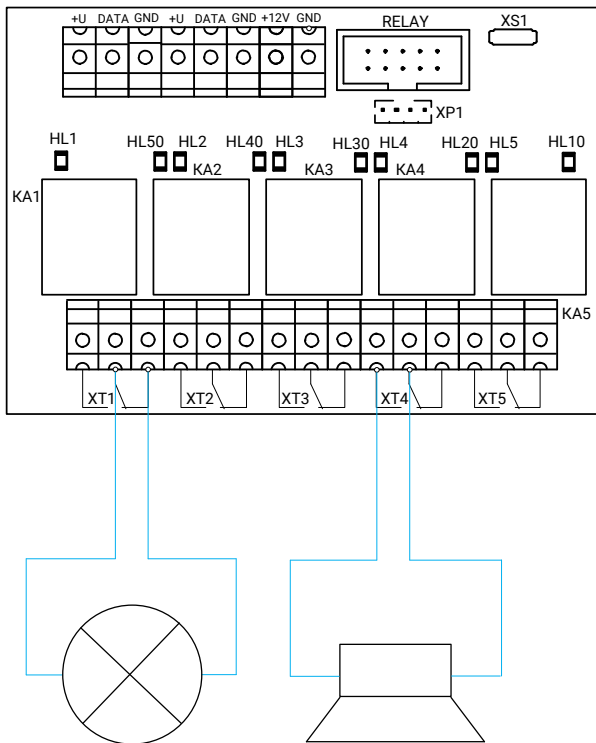 +U DATA GND +U DATA GND +12V GND
RELAY
XS1
XP1
HL1 HL50 HL2 HL40 HL3 HL30 HL4 HL20 HL5 HL10
KA1 KA2 KA3 KA4
KA5
XT1 XT2 XT3 XT4 XT5